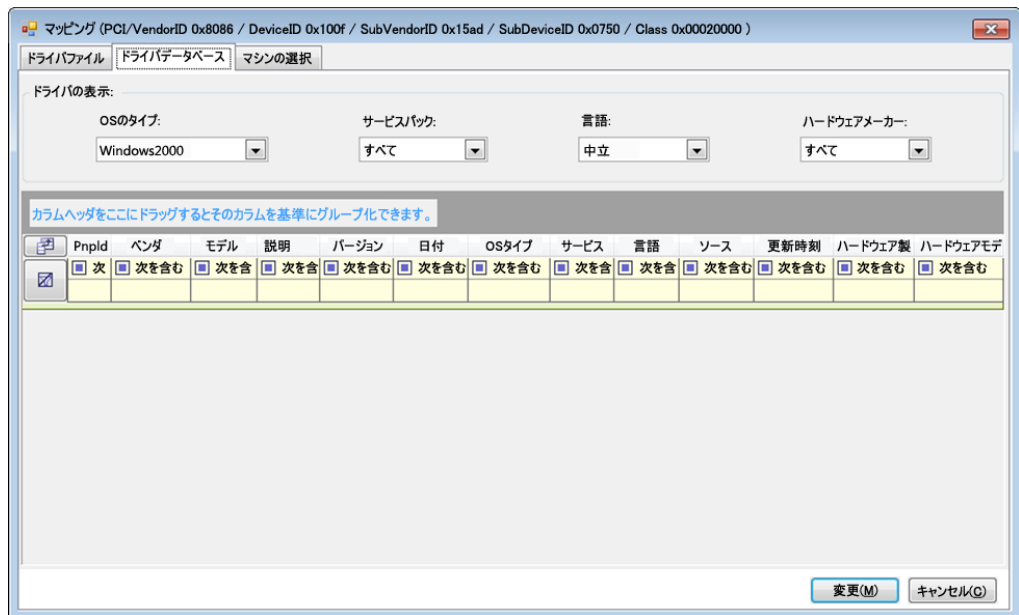 マッピング (PCI/VendorID 0x8086 / DeviceID 0x100f / SubVendorID 0x15ad / SubDeviceID 0x0750 / Class 0x00020000 )
ドライバファイル ドライバデータベース マシンの選択
ドライバの表示:
OSのタイプ: サービスパック: 言語: ハードウェアメーカー:
Windows2000 すべて 中立 すべて
カラムヘッダをここにドラッグするとそのカラムを基準にグループ化できます。
PnpId ベンダ モデル 説明 バージョン 日付 OSタイプ サービス 言語 ソース 更新時刻 ハードウェア製 ハードウェアモデ
次 次を含む 次を含 次を含 次を含む 次を含む 次を含む 次を含 次を含 次を含む 次を含む 次を含む 次を含む
変更(M) キャンセル(C)